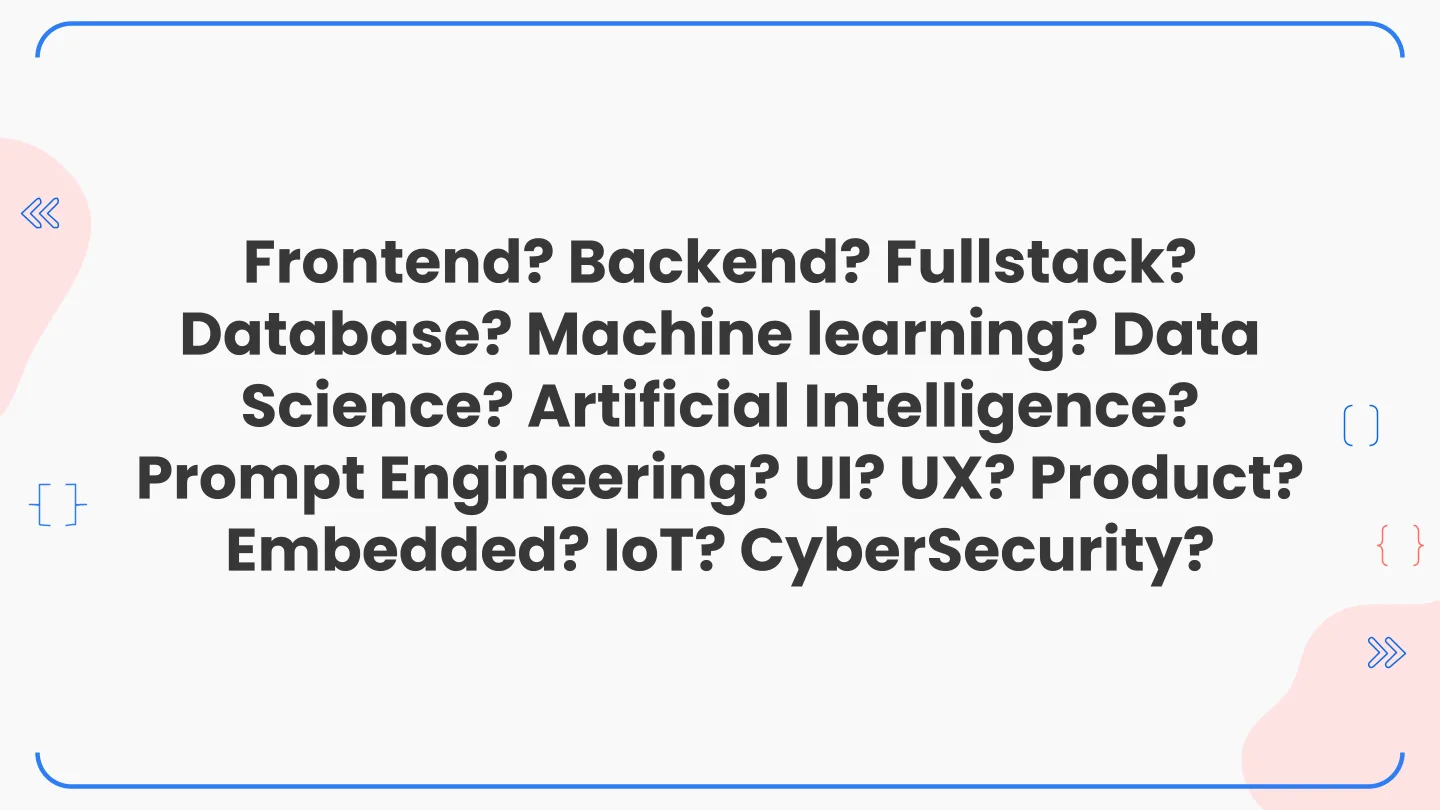 Frontend? Backend? Fullstack?
Database? Machine learning? Data
Science? Artificial Intelligence?
Prompt Engineering? UI? UX? Product?
Embedded? IoT? CyberSecurity?